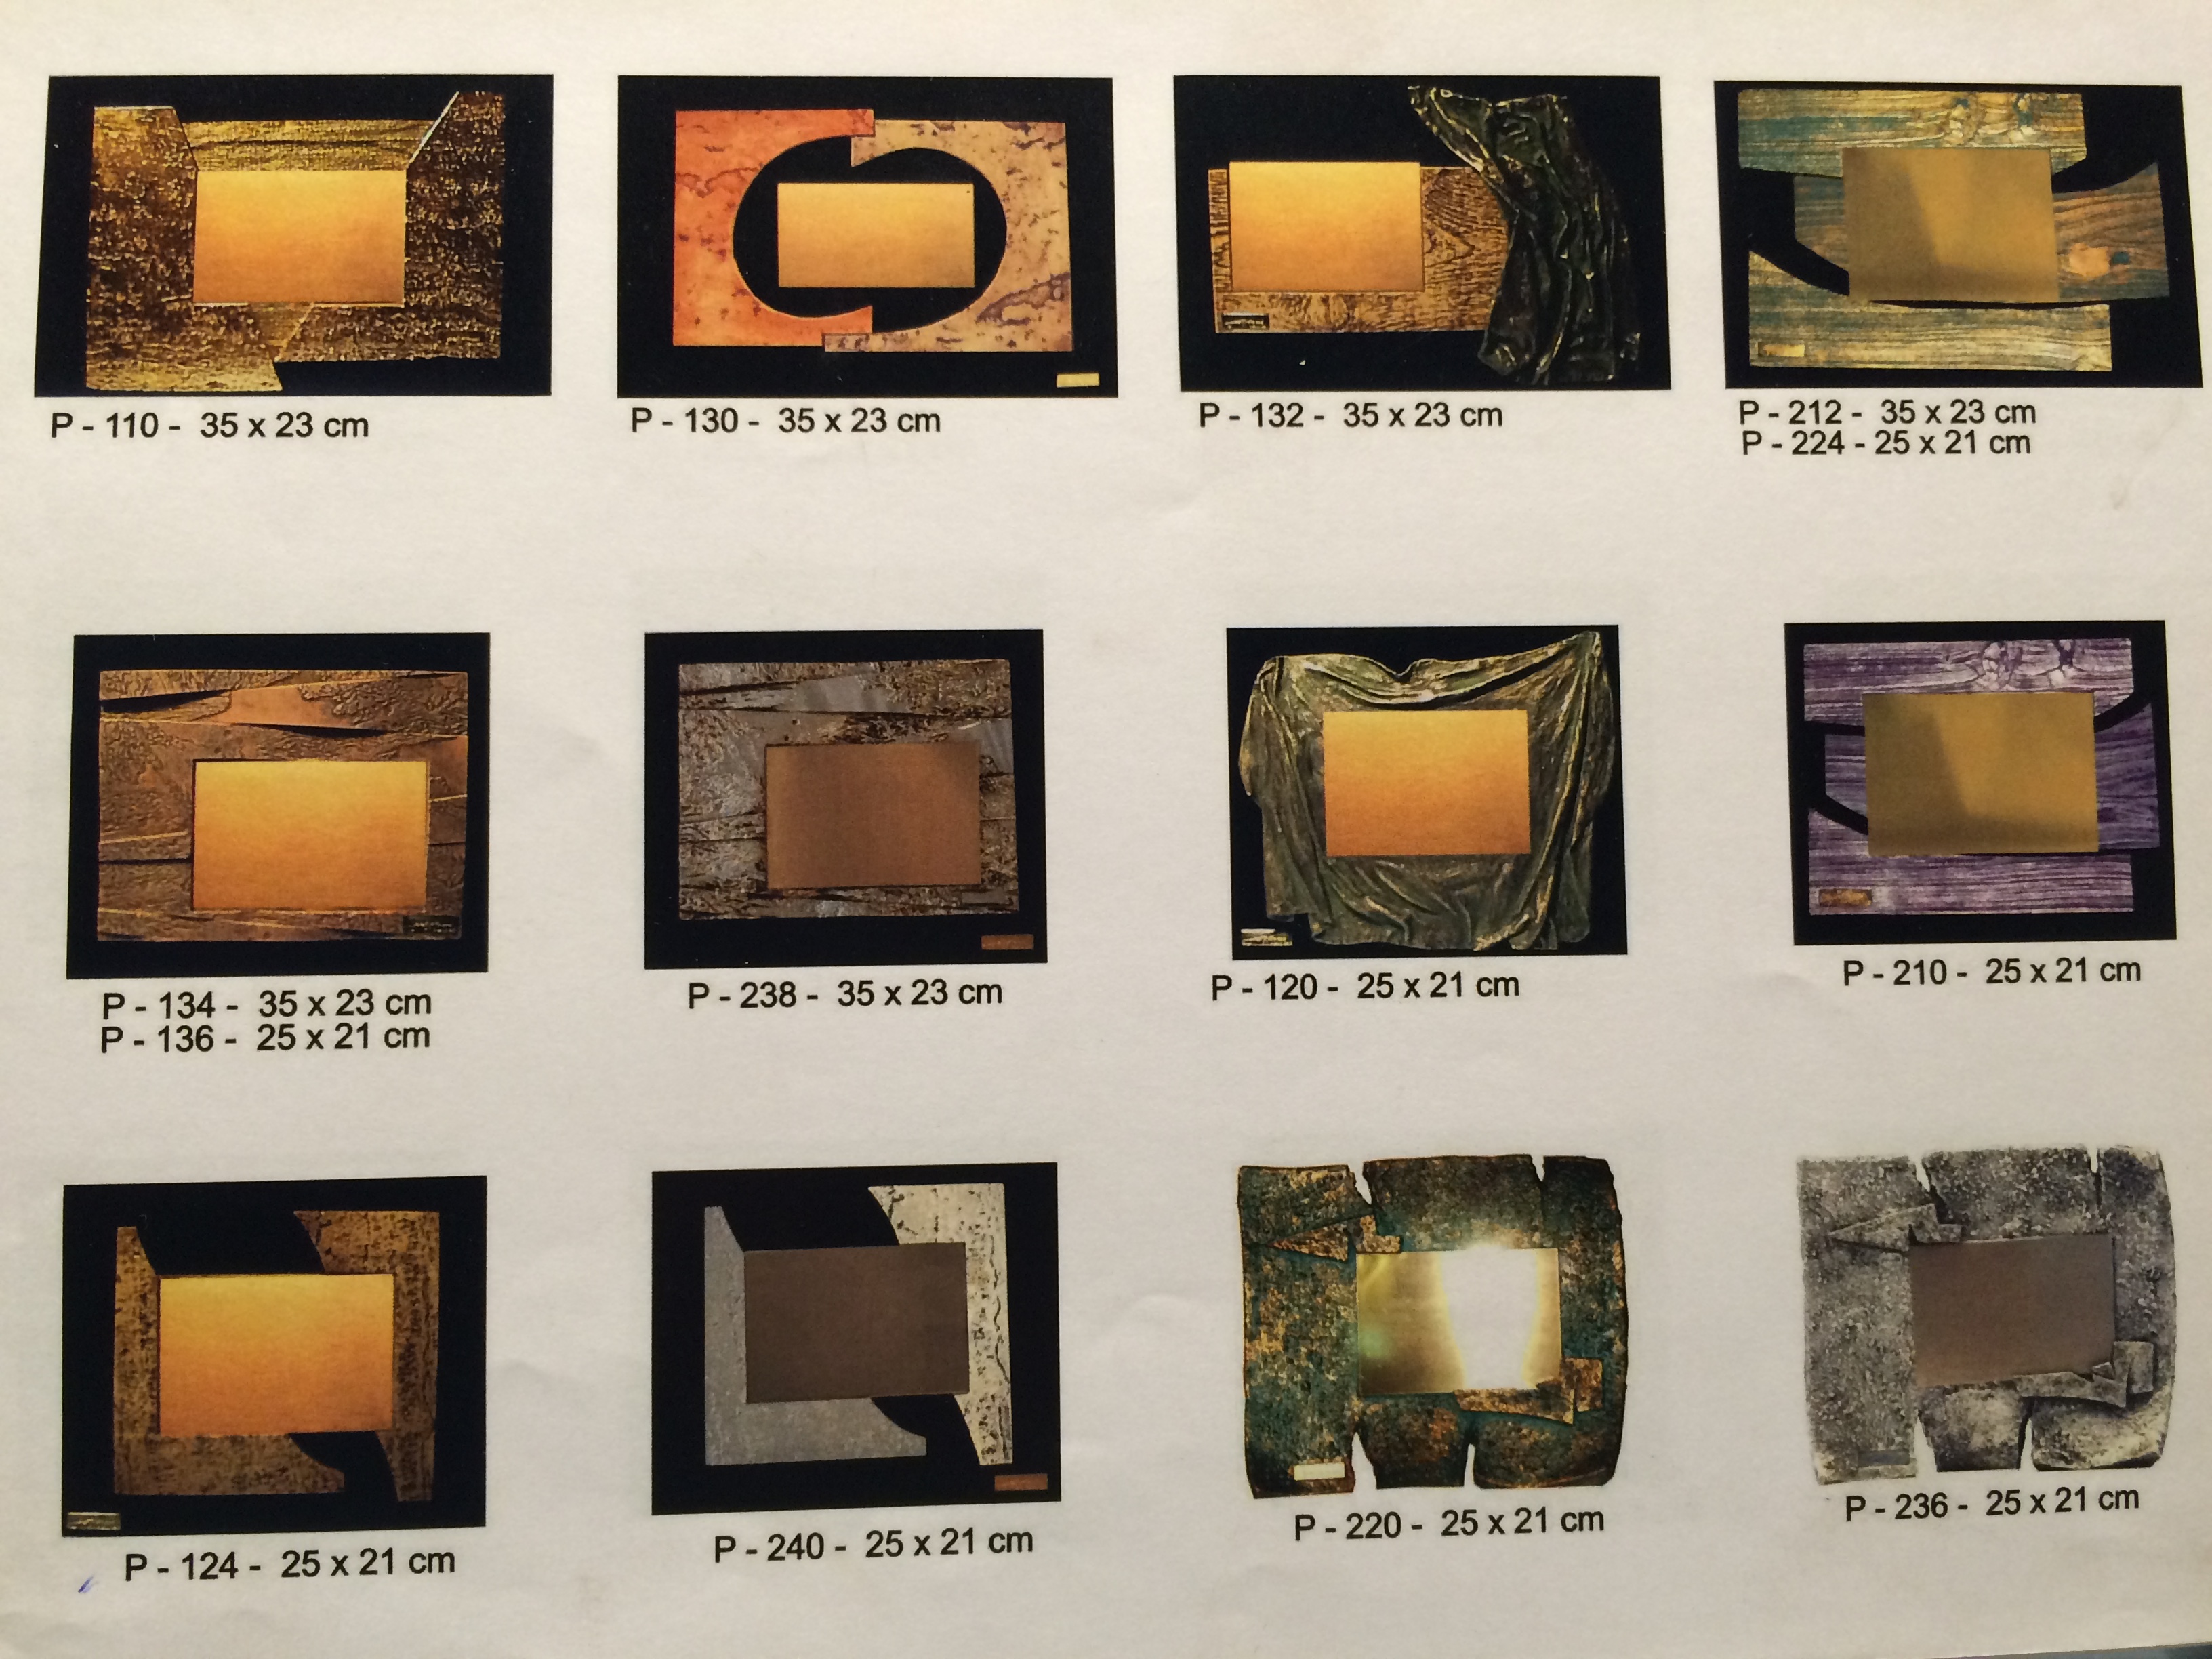 P - 110 - 35 x 23 cm
P - 130 - 35 x 23 cm
P - 132 - 35 x 23 cm
P - 212 - 35 x 23 cm
P - 224 - 25 x 21 cm
P - 134 - 35 x 23 cm
P - 136 - 25 x 21 cm
P - 238 - 35 x 23 cm
P - 120 - 25 x 21 cm
P - 210 - 25 x 21 cm
P - 124 - 25 x 21 cm
P - 240 - 25 x 21 cm
P - 220 - 25 x 21 cm
P - 236 - 25 x 21 cm